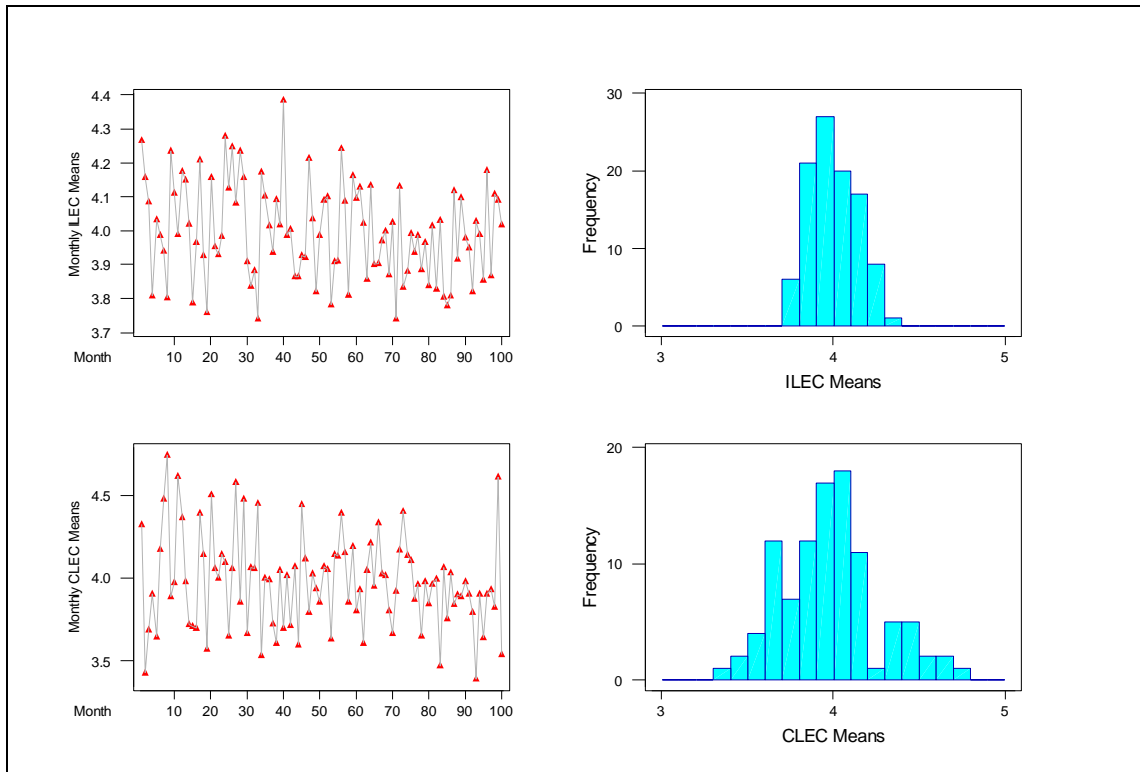 4.4
4.3
4.2
4.1
4.0
3.9
3.8
3.7
Monthly ILEC Means
Month 10 20 30 40 50 60 70 80 90 100
30
20
10
0
Frequency
3 4 5
ILEC Means
4.5
4.0
3.5
Monthly CLEC Means
Month 10 20 30 40 50 60 70 80 90 100
20
10
0
Frequency
3 4 5
CLEC Means